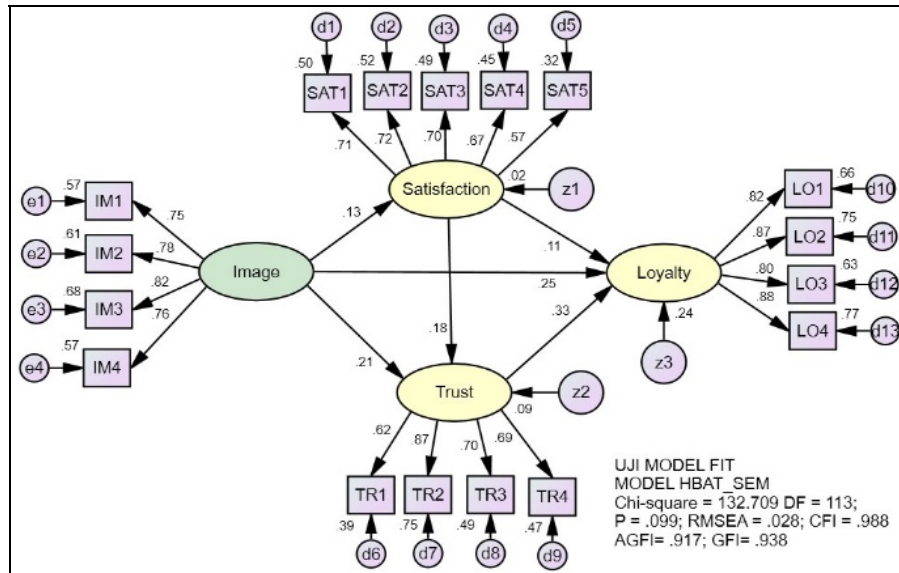 d1 d2 d3 d4 d5
.50 .52 .49 .45 .32
SAT1 SAT2 SAT3 SAT4 SAT5
.71 .72 .70 .67 .57
Satisfaction .02 z1
e1 .57 IM1 .75
e2 .61 IM2 .78
e3 .68 IM3 .82
e4 .57 IM4 .76
Image
.13
.11
.25
.18
.33
.21
Loyalty
.24
z3
.82 LO1 .66 d10
.87 LO2 .75 d11
.80 LO3 .63 d12
.88 LO4 .77 d13
Trust .09 z2
.62 .87 .70 .69
TR1 TR2 TR3 TR4
.39 .75 .49 .47
d6 d7 d8 d9
UJI MODEL FIT
MODEL HBAT_SEM
Chi-square = 132.709 DF = 113;
P = .099; RMSEA = .028; CFI = .988
AGFI= .917; GFI= .938